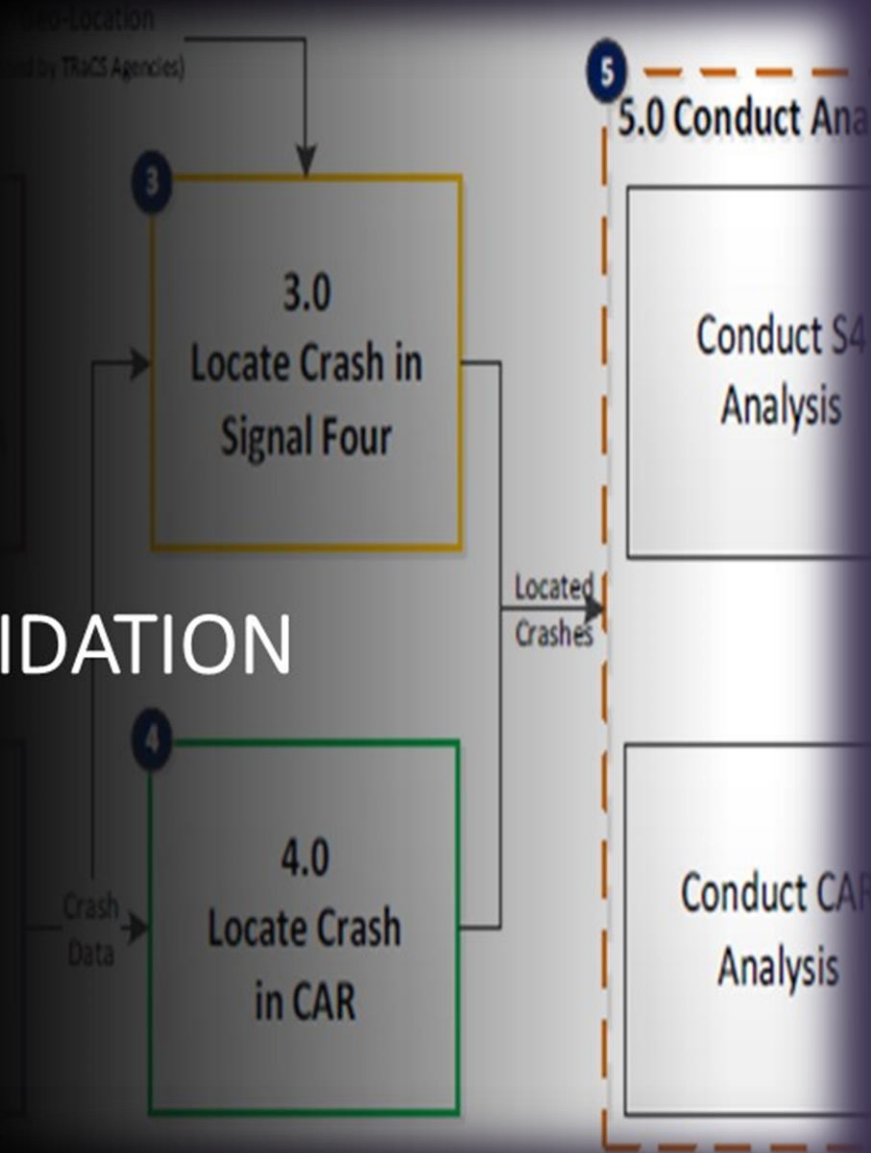 Geo-Location
by TRaCS Agencies)
3
3.0
Locate Crash in
Signal Four
5
5.0 Conduct Ana
Conduct S4
Analysis
Located
Crashes
IDATION
4
4.0
Locate Crash
in CAR
Crash
Data
Conduct CAR
Analysis